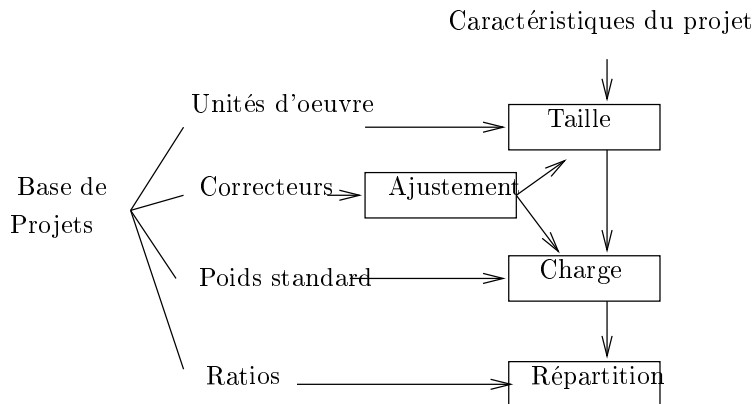 Caractéristiques du projet
Unités d'oeuvre
Taille
Base de
Projets
Correcteurs
Ajustement
Poids standard
Charge
Ratios
Répartition